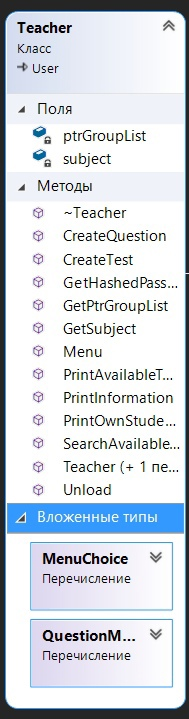 Teacher
Класс
User
Поля
ptrGroupList
subject
Методы
~Teacher
CreateQuestion
CreateTest
GetHashedPass...
GetPtrGroupList
GetSubject
Menu
PrintAvailableT...
PrintInformation
PrintOwnStude...
SearchAvailable...
Teacher (+ 1 пе...
Unload
Вложенные типы
MenuChoice
Перечисление
QuestionM...
Перечисление